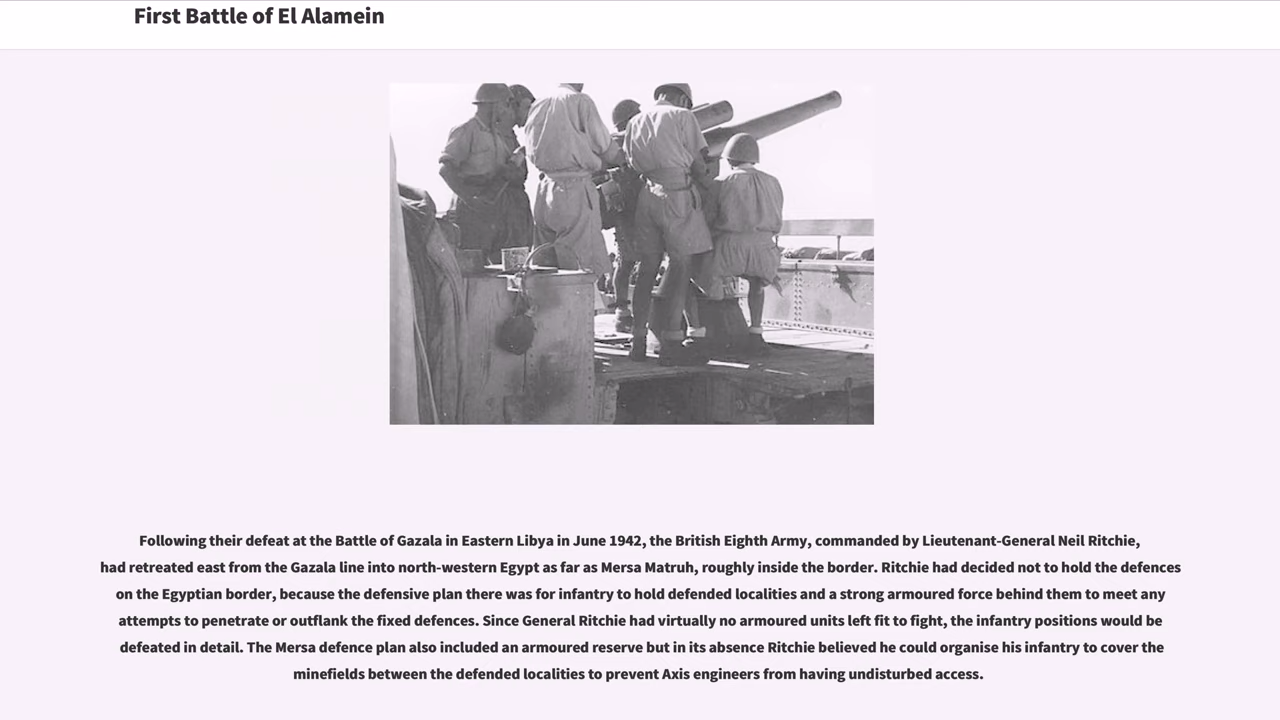 First Battle of El Alamein
Following their defeat at the Battle of Gazala in Eastern Libya in June 1942, the British Eighth Army, commanded by Lieutenant-General Neil Ritchie,
had retreated east from the Gazala line into north-western Egypt as far as Mersa Matruh, roughly inside the border. Ritchie had decided not to hold the defences
on the Egyptian border, because the defensive plan there was for infantry to hold defended localities and a strong armoured force behind them to meet any
attempts to penetrate or outflank the fixed defences. Since General Ritchie had virtually no armoured units left fit to fight, the infantry positions would be
defeated in detail. The Mersa defence plan also included an armoured reserve but in its absence Ritchie believed he could organise his infantry to cover the
minefields between the defended localities to prevent Axis engineers from having undisturbed access.